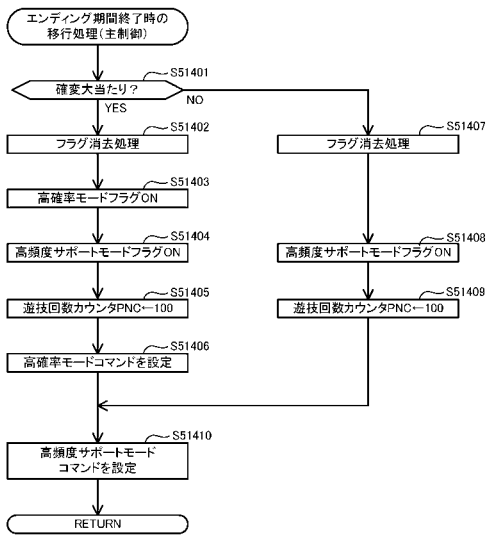 エンディング期間終了時の
移行処理(主制御)
S51401
確変大当たり?
YES
NO
S51402
フラグ消去処理
S51403
高確率モードフラグON
S51404
高頻度サポートモードフラグON
S51405
遊技回数カウンタPNC←100
S51406
高確率モードコマンドを設定
S51407
フラグ消去処理
S51408
高頻度サポートモードフラグON
S51409
遊技回数カウンタPNC←100
S51410
高頻度サポートモード
コマンドを設定
RETURN